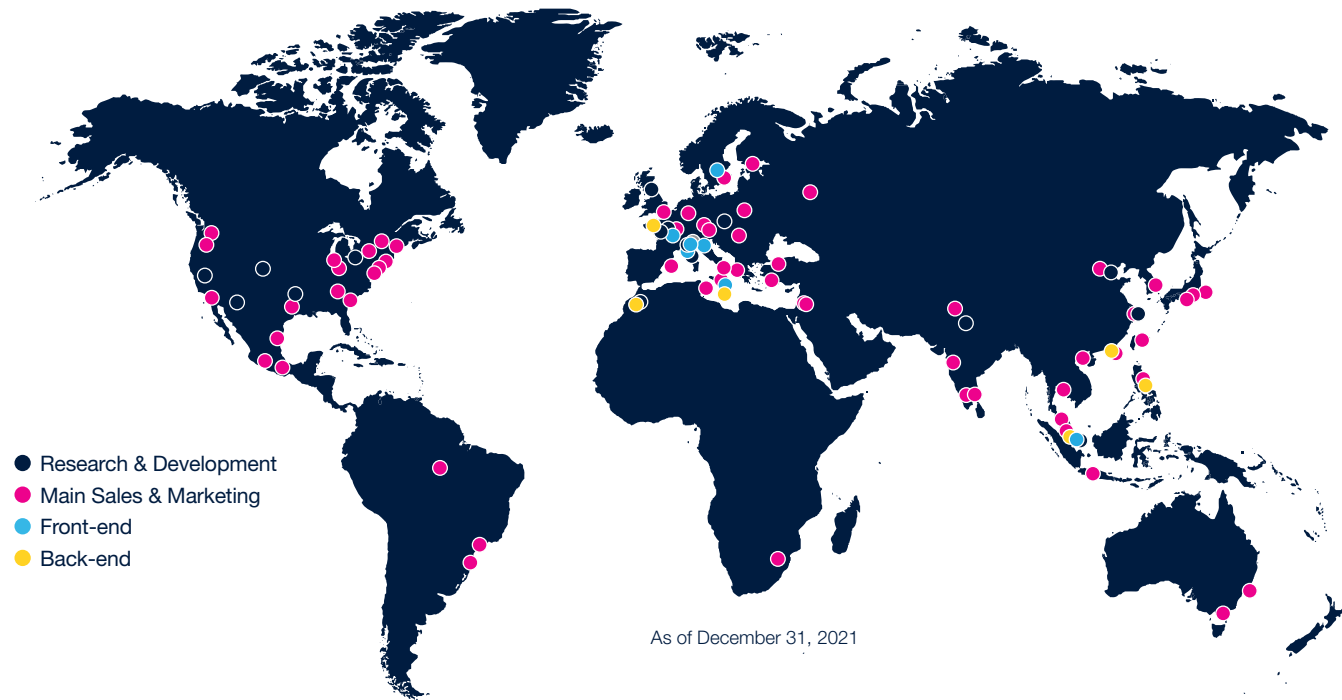 Research & Development
Main Sales & Marketing
Front-end
Back-end
As of December 31, 2021